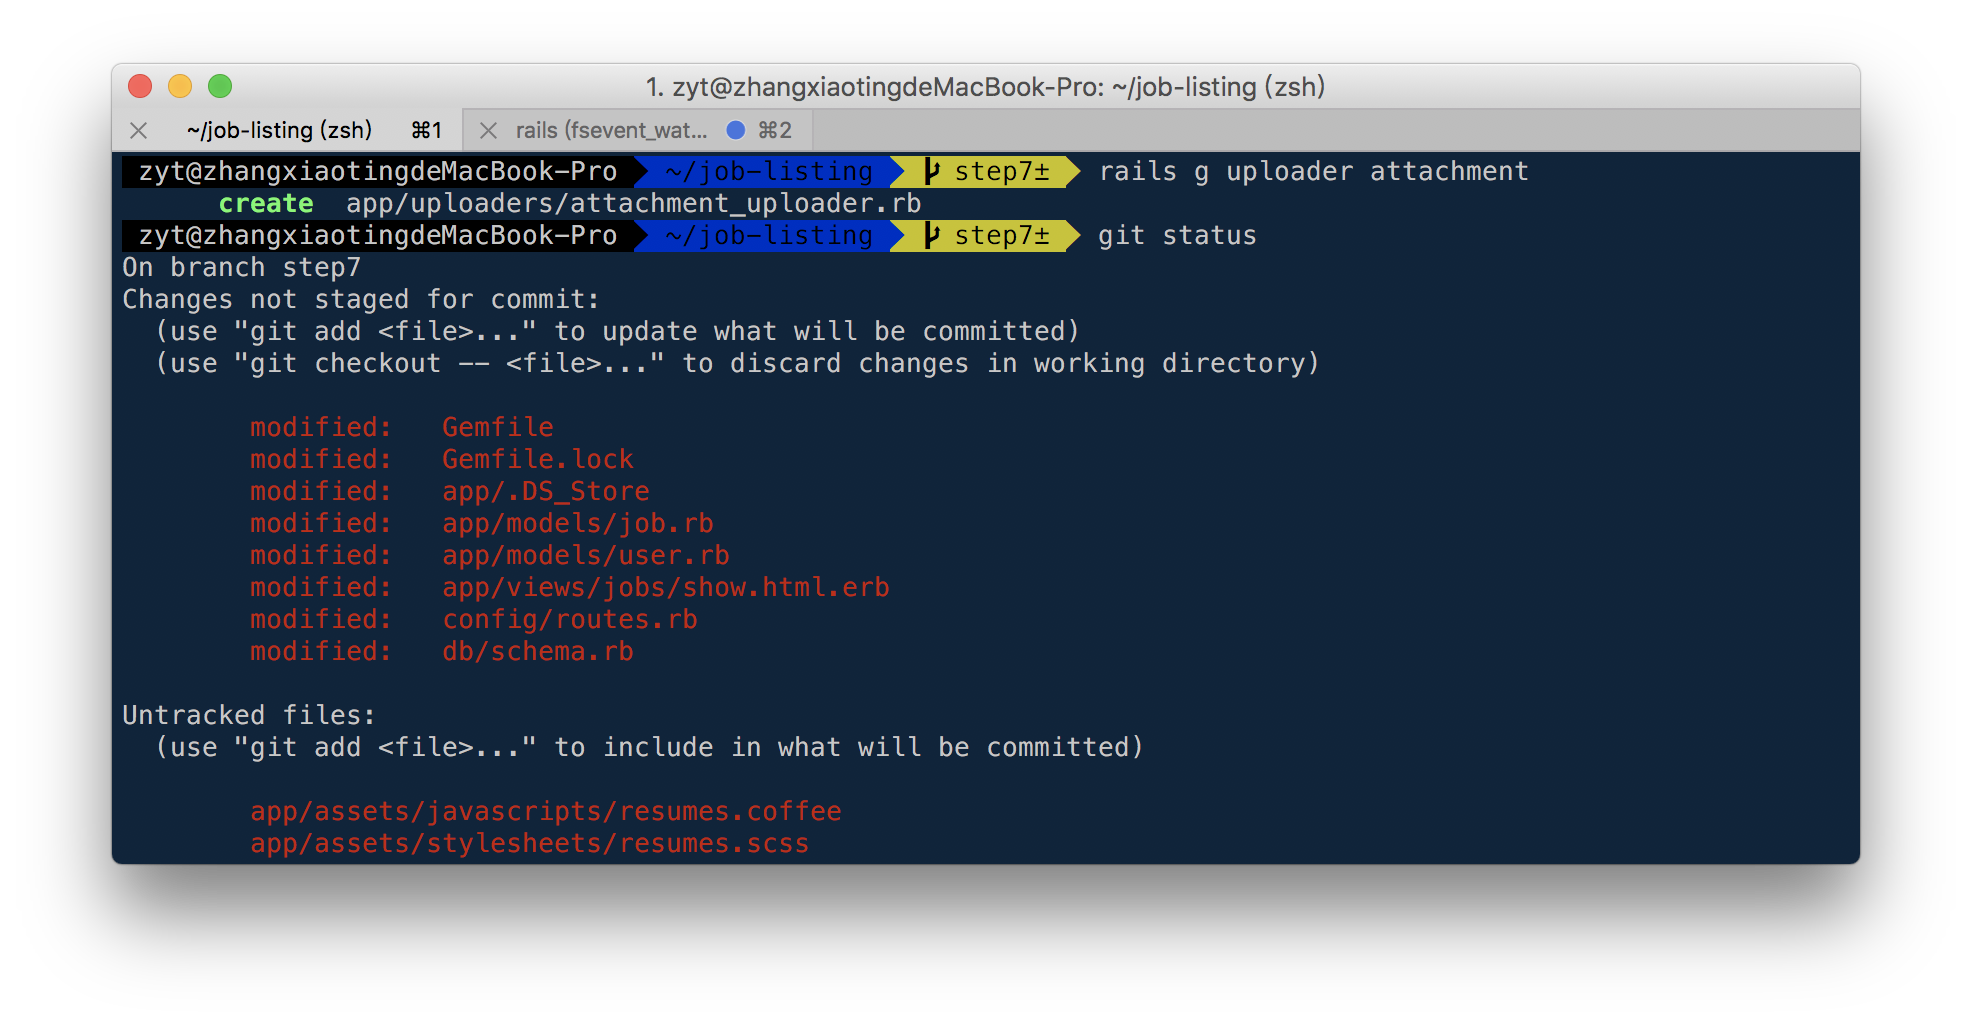 1. zyt@zhangxiaotingdeMacBook-Pro: ~/job-listing (zsh)
~/job-listing (zsh) ⌘1 rails (fsevent_wat... ⌘2
zyt@zhangxiaotingdeMacBook-Pro ~/job-listing step7± rails g uploader attachment
create app/uploaders/attachment_uploader.rb
zyt@zhangxiaotingdeMacBook-Pro ~/job-listing step7± git status
On branch step7
Changes not staged for commit:
(use "git add <file>..." to update what will be committed)
(use "git checkout -- <file>..." to discard changes in working directory)
modified: Gemfile
modified: Gemfile.lock
modified: app/.DS_Store
modified: app/models/job.rb
modified: app/models/user.rb
modified: app/views/jobs/show.html.erb
modified: config/routes.rb
modified: db/schema.rb
Untracked files:
(use "git add <file>..." to include in what will be committed)
app/assets/javascripts/resumes.coffee
app/assets/stylesheets/resumes.scss